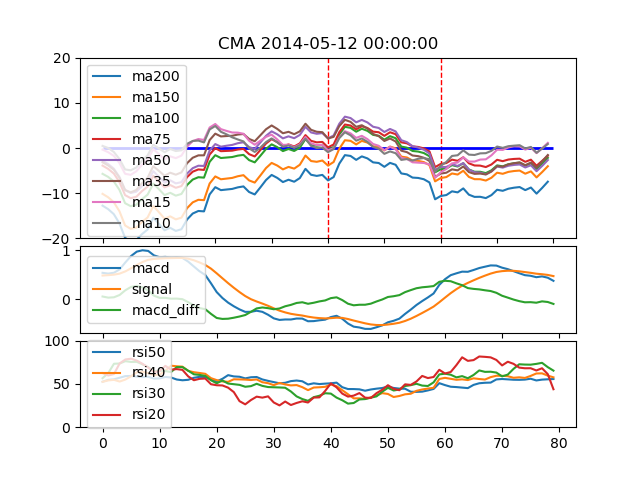 CMA 2014-05-12 00:00:00
20
10
0
−10
−20
ma200
ma150
ma100
ma75
ma50
ma35
ma15
ma10
1
0
macd
signal
macd_diff
100
50
0
rsi50
rsi40
rsi30
rsi20
0 10 20 30 40 50 60 70 80